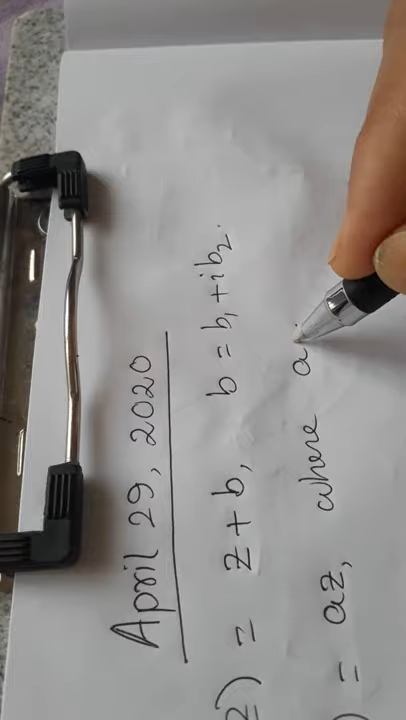 April 29, 2020
z) = z + b, b = b₁ + ib₂.
) = az, where a